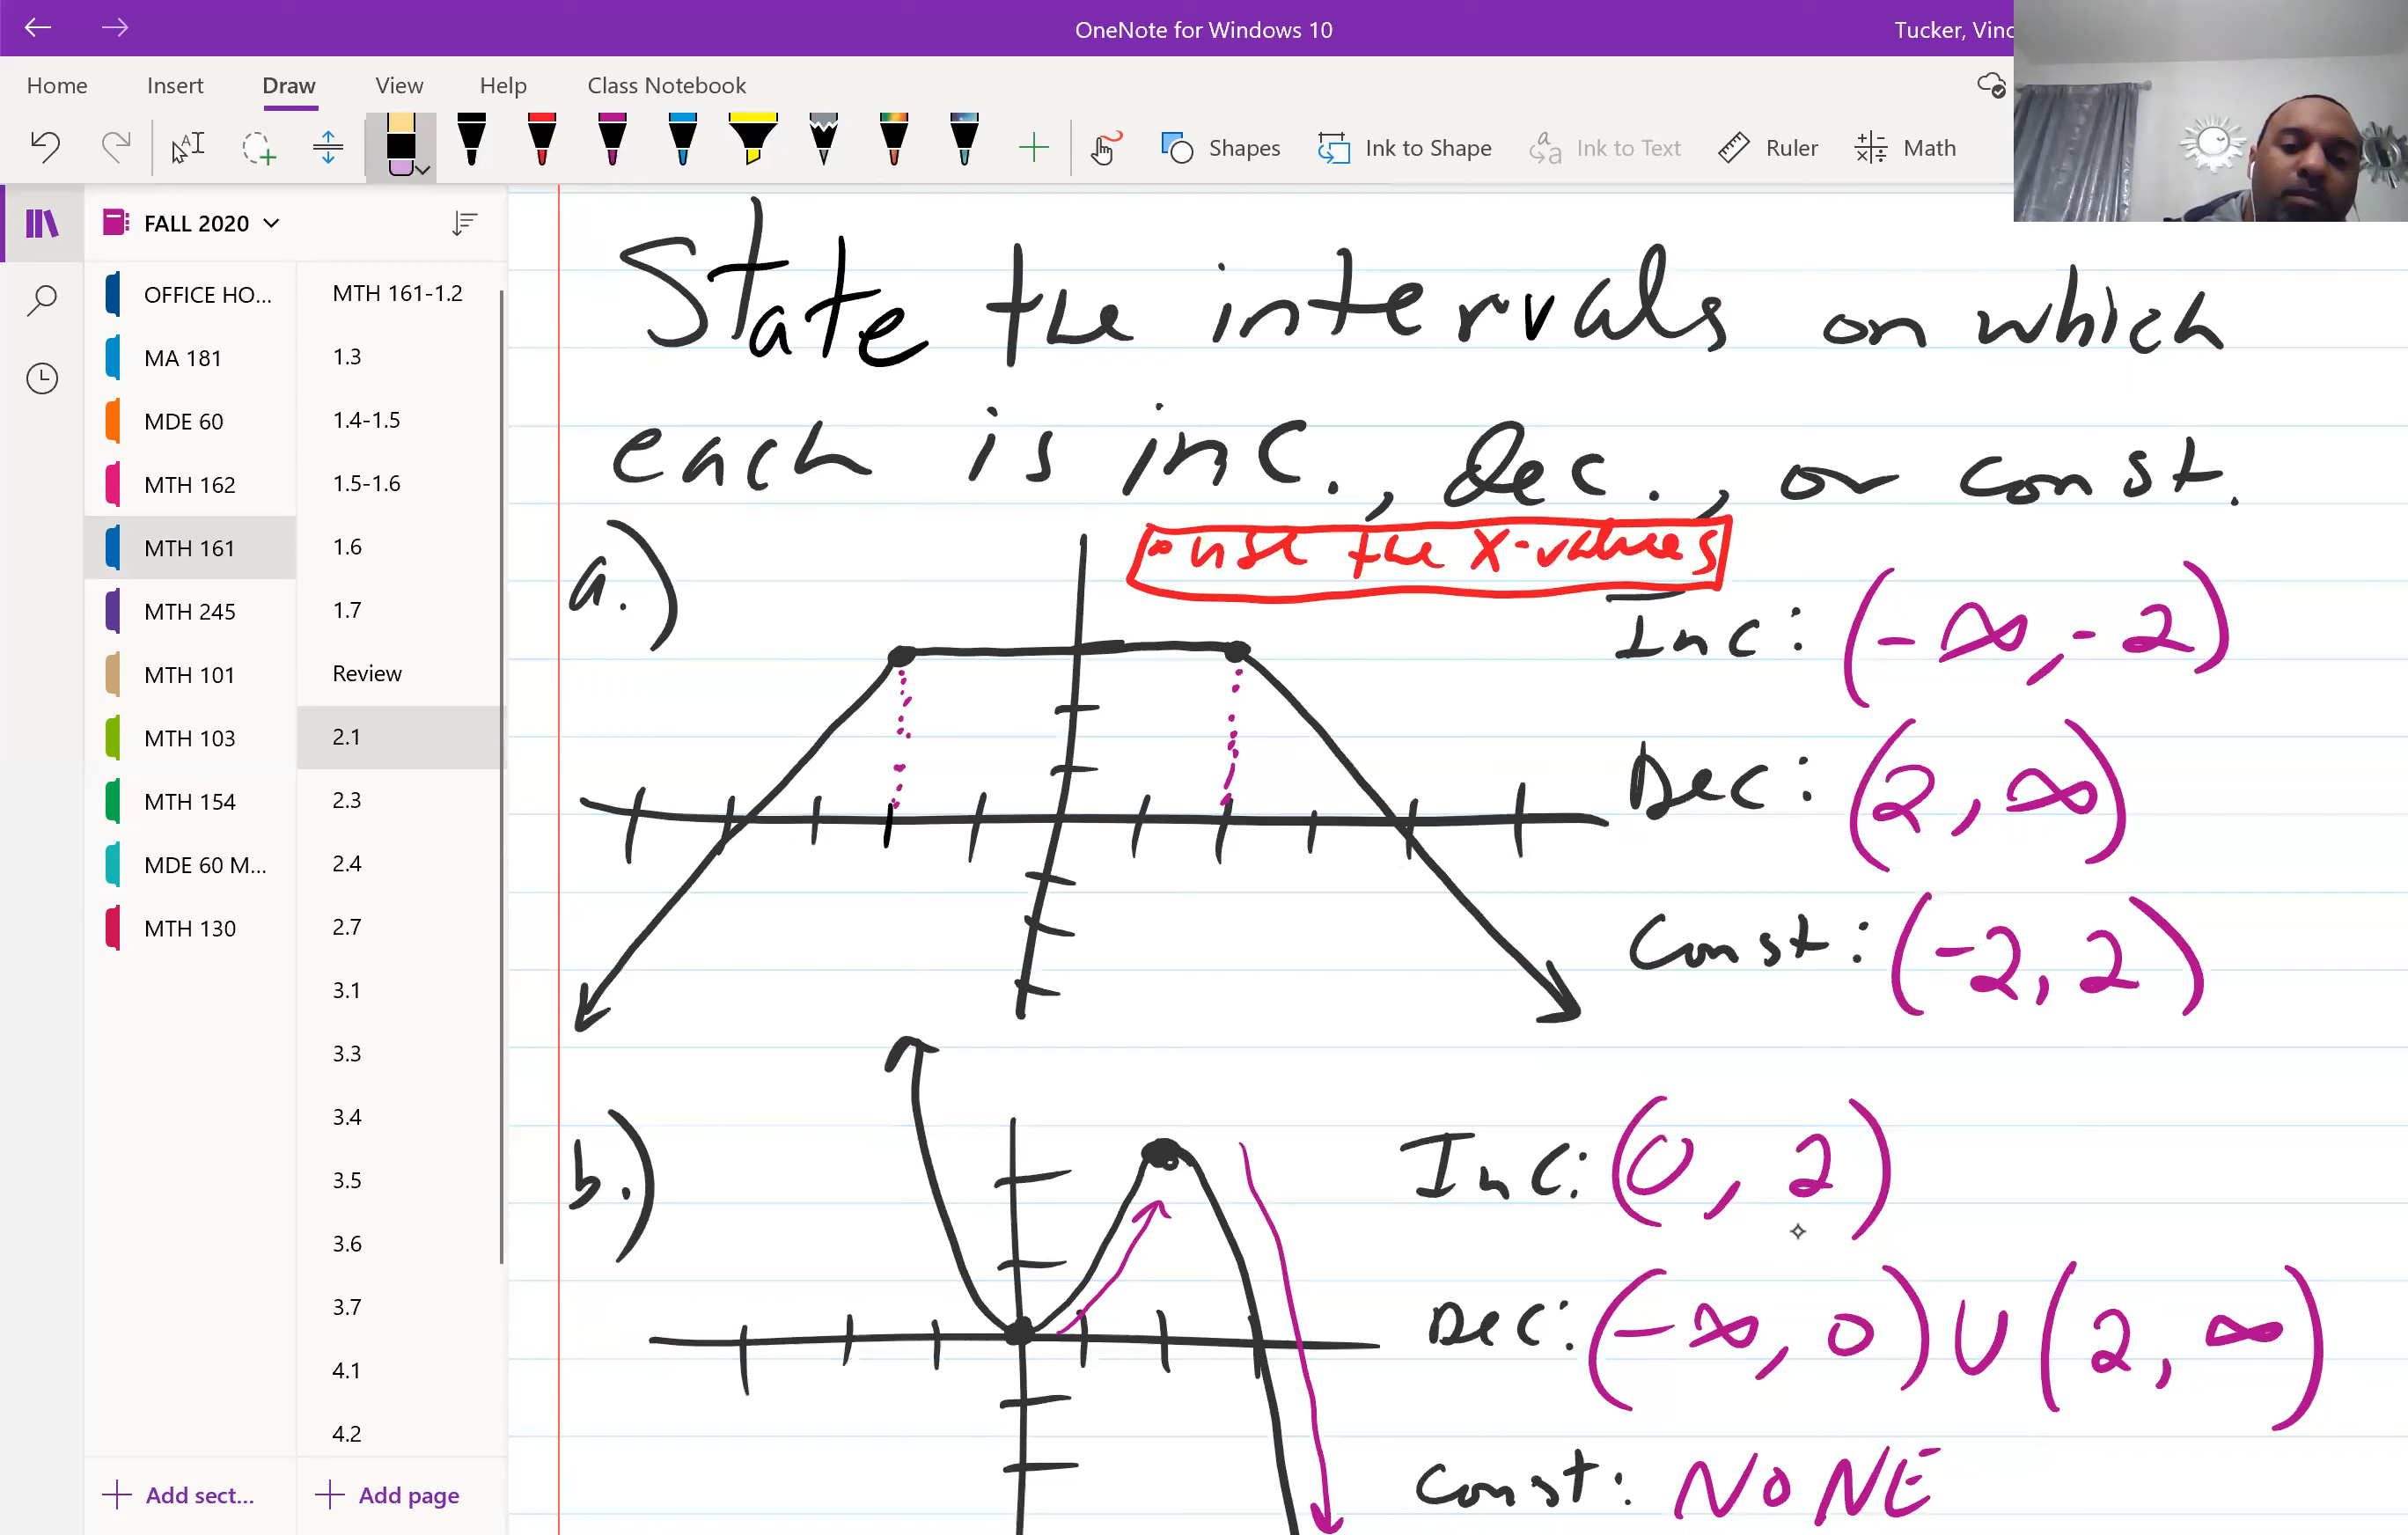 OneNote for Windows 10
Tucker, Vinc
Home Insert Draw View Help Class Notebook
Shapes Ink to Shape Ink to Text Ruler Math
FALL 2020
OFFICE HO...
MA 181
MDE 60
MTH 162
MTH 161
MTH 245
MTH 101
MTH 103
MTH 154
MDE 60 M...
MTH 130
Add sect...
MTH 161-1.2
1.3
1.4-1.5
1.5-1.6
1.6
1.7
Review
2.1
2.3
2.4
2.7
3.1
3.3
3.4
3.5
3.6
3.7
4.1
4.2
Add page
State the intervals on which
each is inc., Dec., or const.
• use the x-values
a.)
Inc: (-∞, -2)
Dec: (2, ∞)
Const: (-2, 2)
b.)
Inc: (0, 2)
Dec: (-∞, 0) ∪ (2, ∞)
Const: NONE